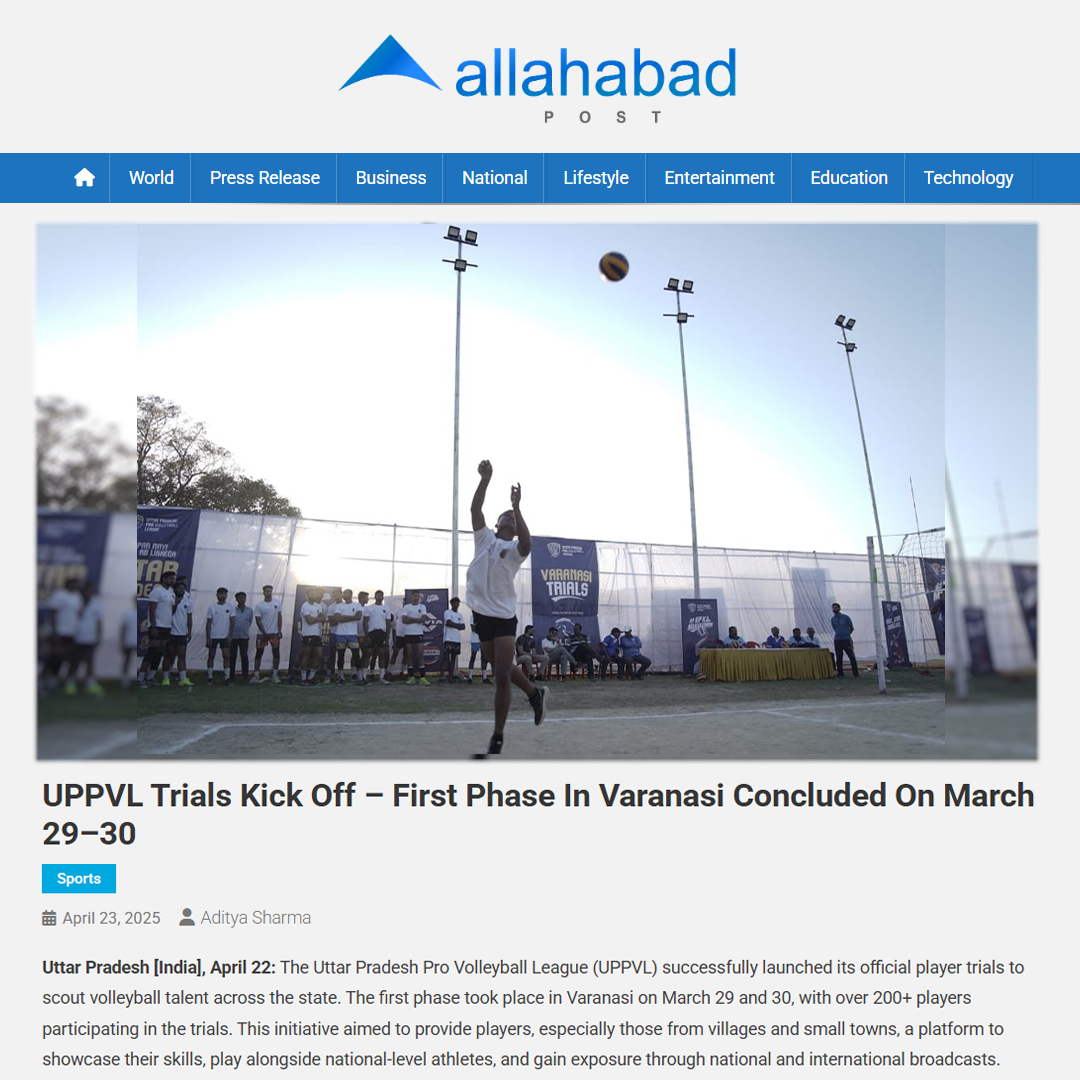 allahabad
POST
World Press Release Business National Lifestyle Entertainment Education Technology
VARANASI
TRIALS
UPPVL Trials Kick Off – First Phase In Varanasi Concluded On March
29–30
Sports
April 23, 2025 Aditya Sharma
Uttar Pradesh [India], April 22: The Uttar Pradesh Pro Volleyball League (UPPVL) successfully launched its official player trials to
scout volleyball talent across the state. The first phase took place in Varanasi on March 29 and 30, with over 200+ players
participating in the trials. This initiative aimed to provide players, especially those from villages and small towns, a platform to
showcase their skills, play alongside national-level athletes, and gain exposure through national and international broadcasts.